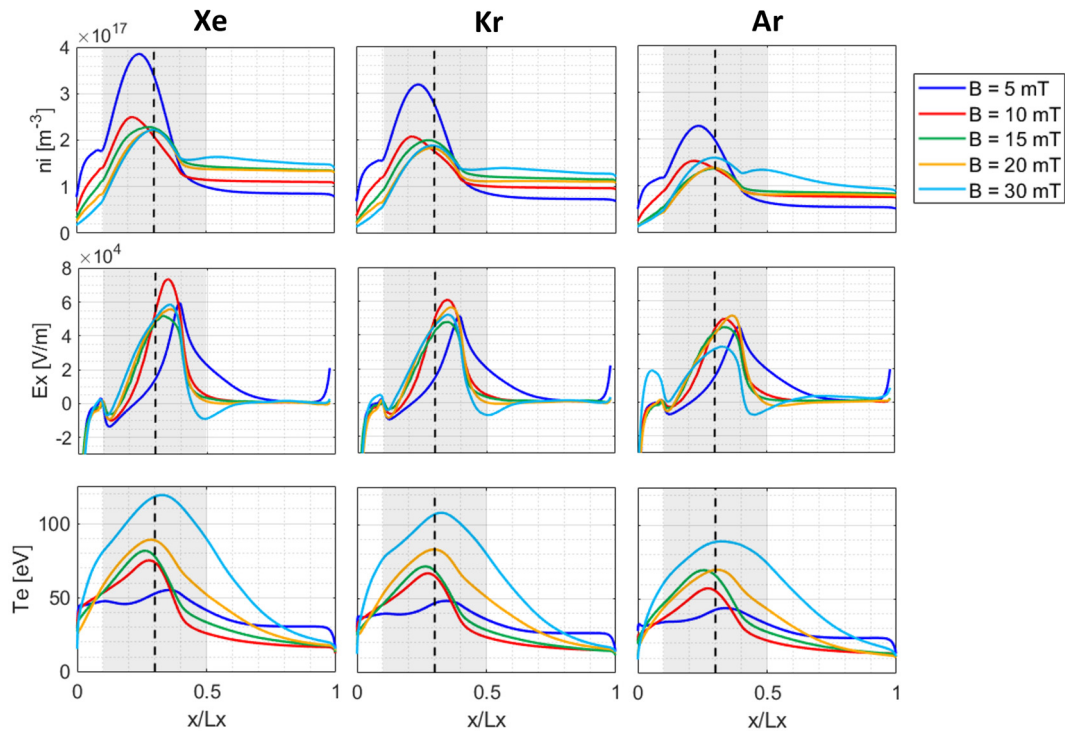 Xe Kr Ar
×10^17
4
3
2
1
0
ni [m^-3]
B = 5 mT
B = 10 mT
B = 15 mT
B = 20 mT
B = 30 mT
×10^4
8
6
4
2
0
-2
Ex [V/m]
100
50
0
Te [eV]
0 0.5 1 0 0.5 1 0 0.5 1
x/Lx x/Lx x/Lx